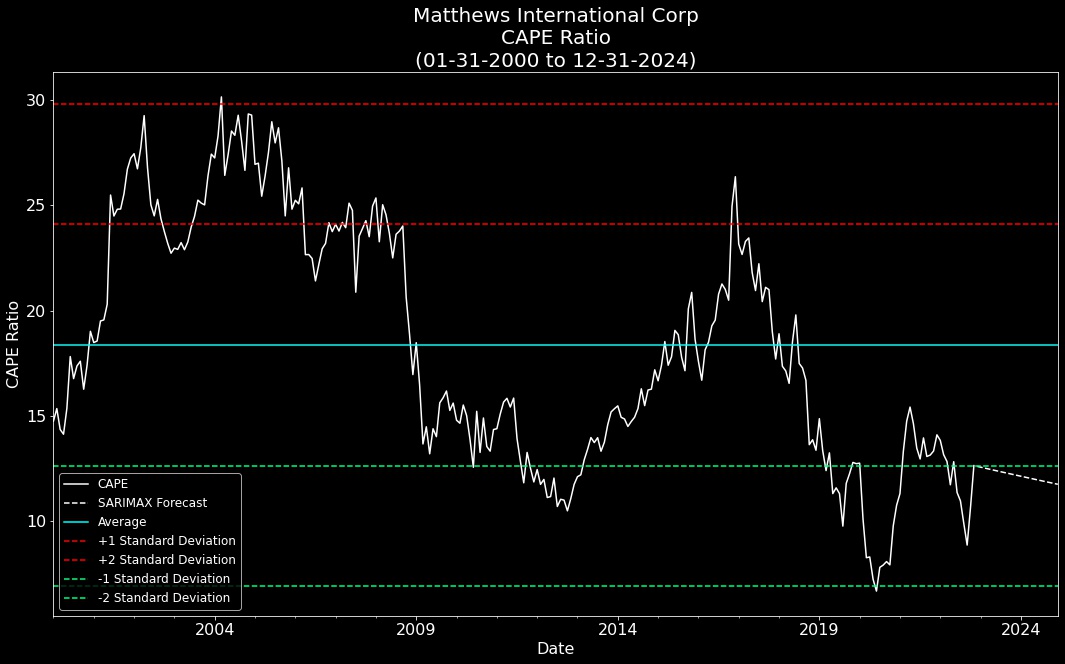 Matthews International Corp
CAPE Ratio
(01-31-2000 to 12-31-2024)
30
25
20
15
10
CAPE Ratio
CAPE
SARIMAX Forecast
Average
+1 Standard Deviation
+2 Standard Deviation
-1 Standard Deviation
-2 Standard Deviation
2004
2009
2014
2019
2024
Date